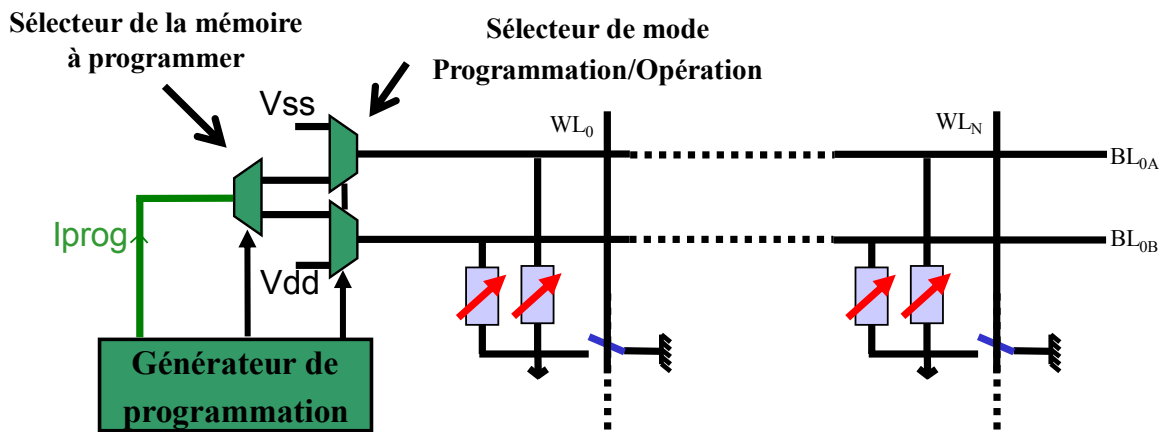 Sélecteur de la mémoire
à programmer
Sélecteur de mode
Programmation/Opération
Vss
WL0
WLN
BL0A
Iprog
BL0B
Vdd
Générateur de
programmation